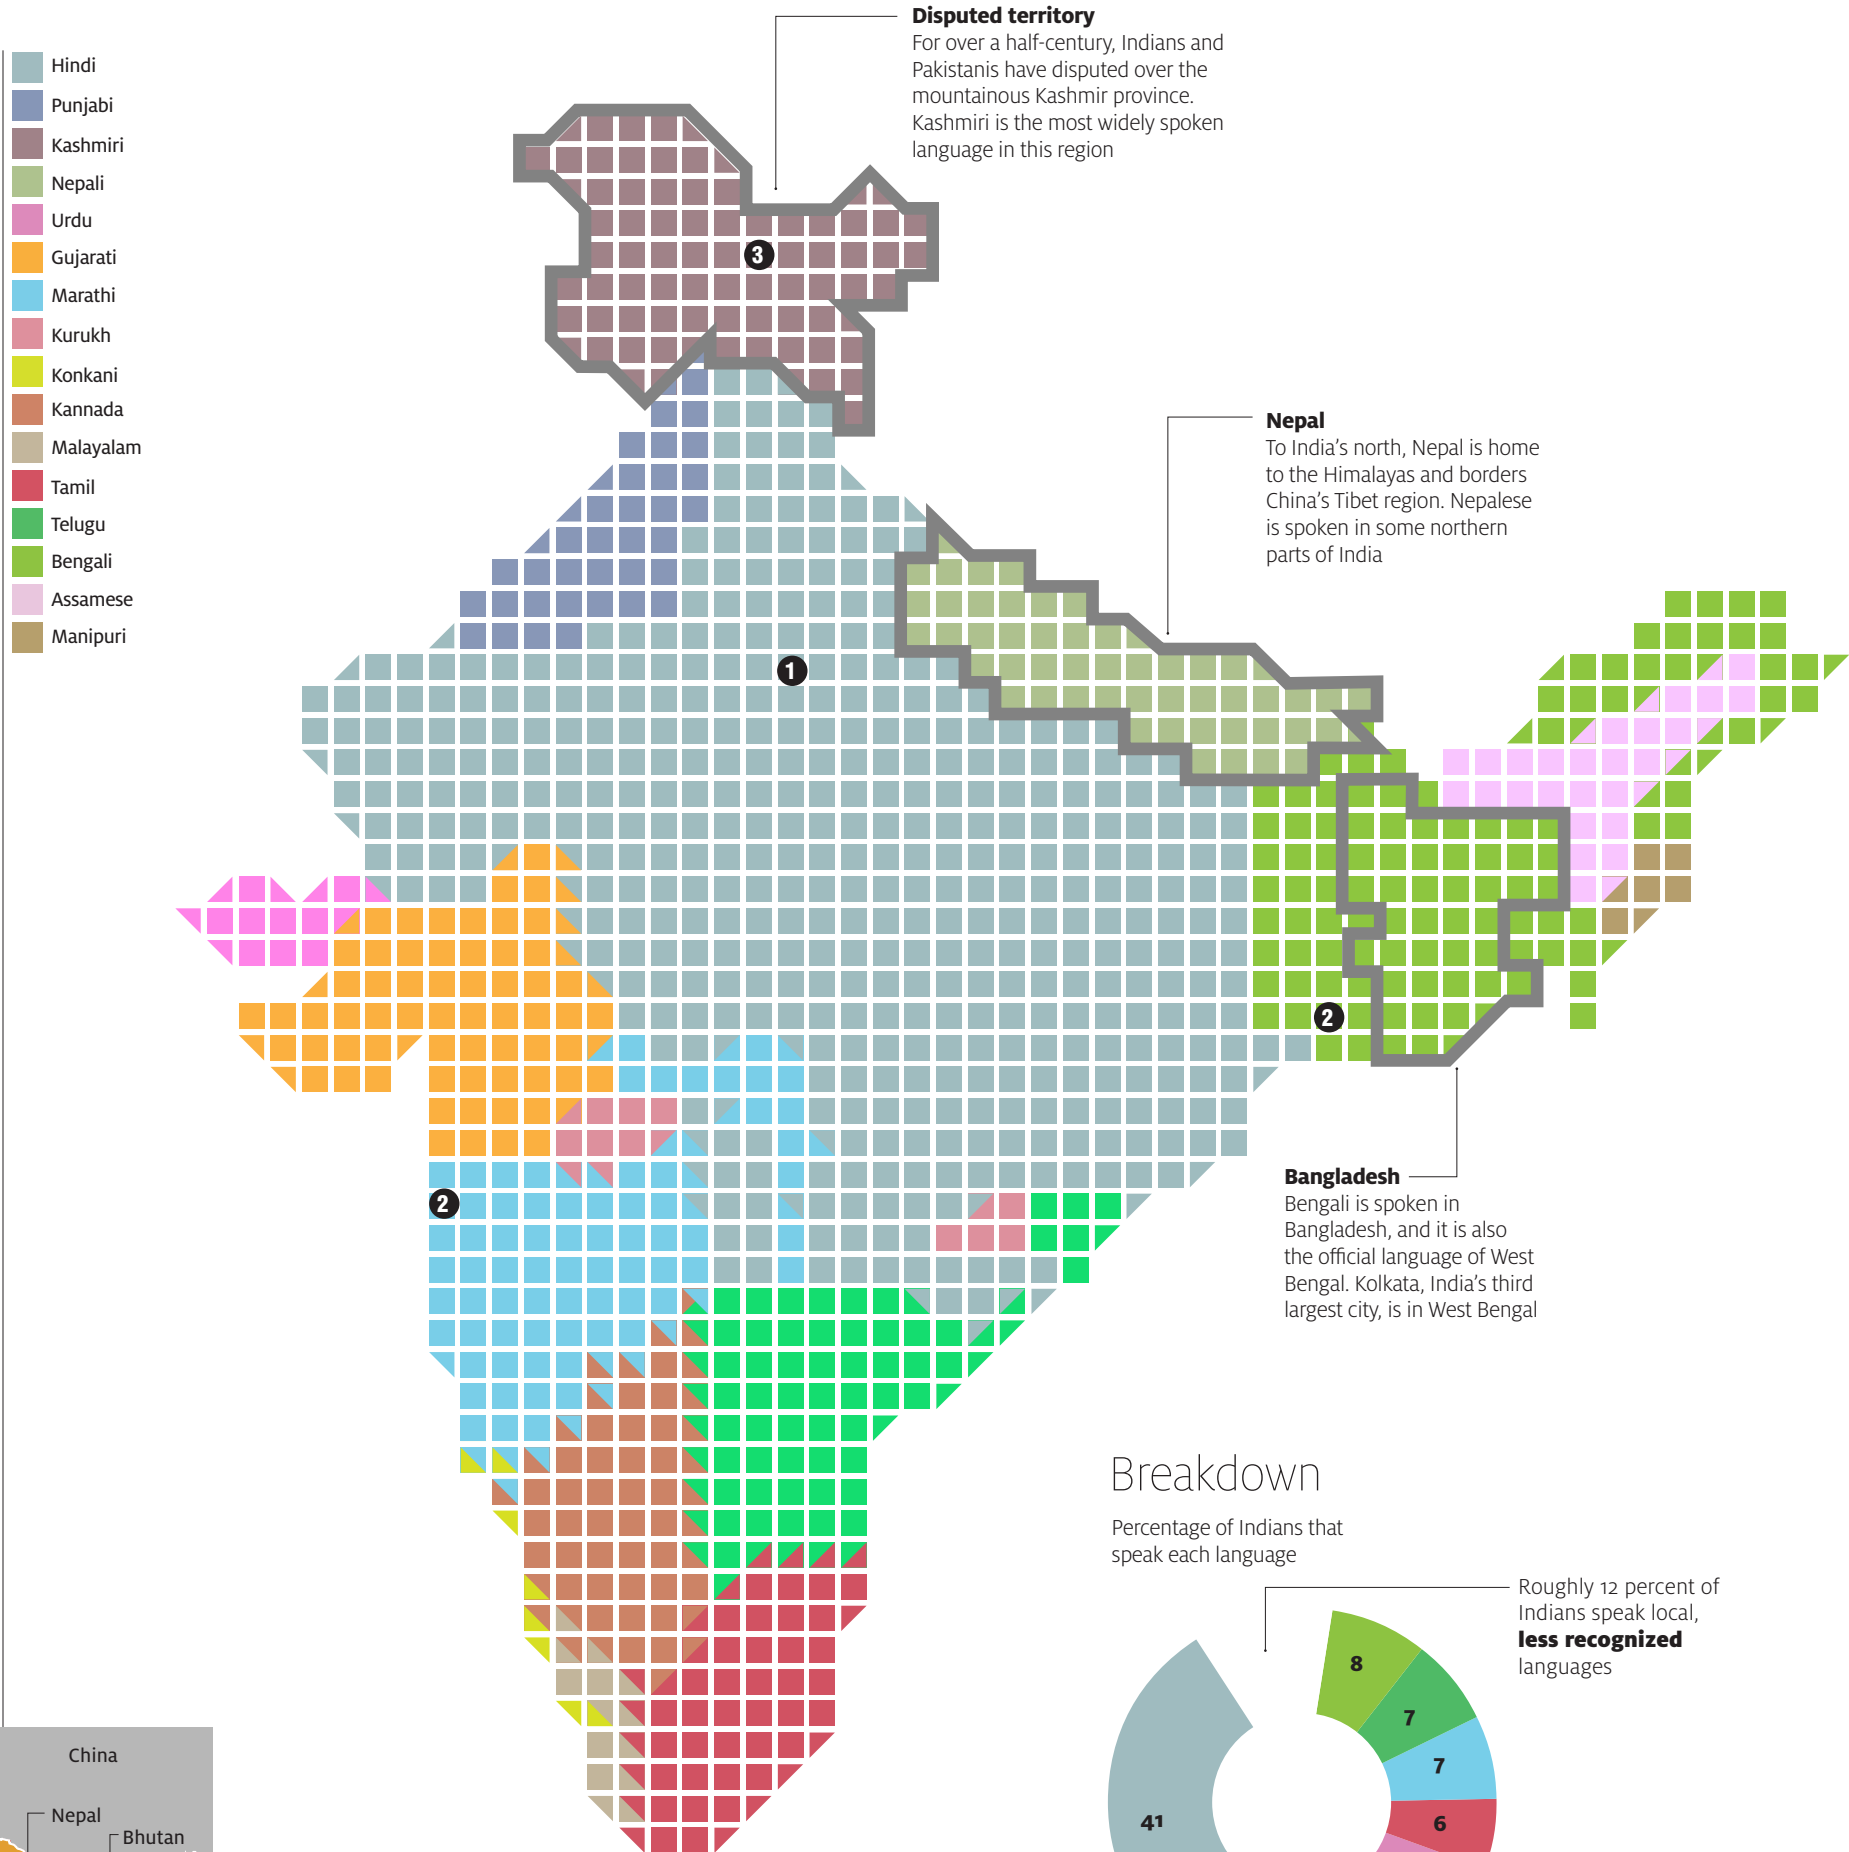 Disputed territory
For over a half-century, Indians and
Pakistanis have disputed over the
mountainous Kashmir province.
Kashmiri is the most widely spoken
language in this region
Hindi
Punjabi
Kashmiri
Nepali
Urdu
Gujarati
Marathi
Kurukh
Konkani
Kannada
Malayalam
Tamil
Telugu
Bengali
Assamese
Manipuri
3
Nepal
To India’s north, Nepal is home
to the Himalayas and borders
China’s Tibet region. Nepalese
is spoken in some northern
parts of India
1
2
2
Bangladesh
Bengali is spoken in
Bangladesh, and it is also
the official language of West
Bengal. Kolkata, India’s third
largest city, is in West Bengal
Breakdown
Percentage of Indians that
speak each language
Roughly 12 percent of
Indians speak local,
less recognized
languages
8
7
7
6
41
China
Nepal
Bhutan